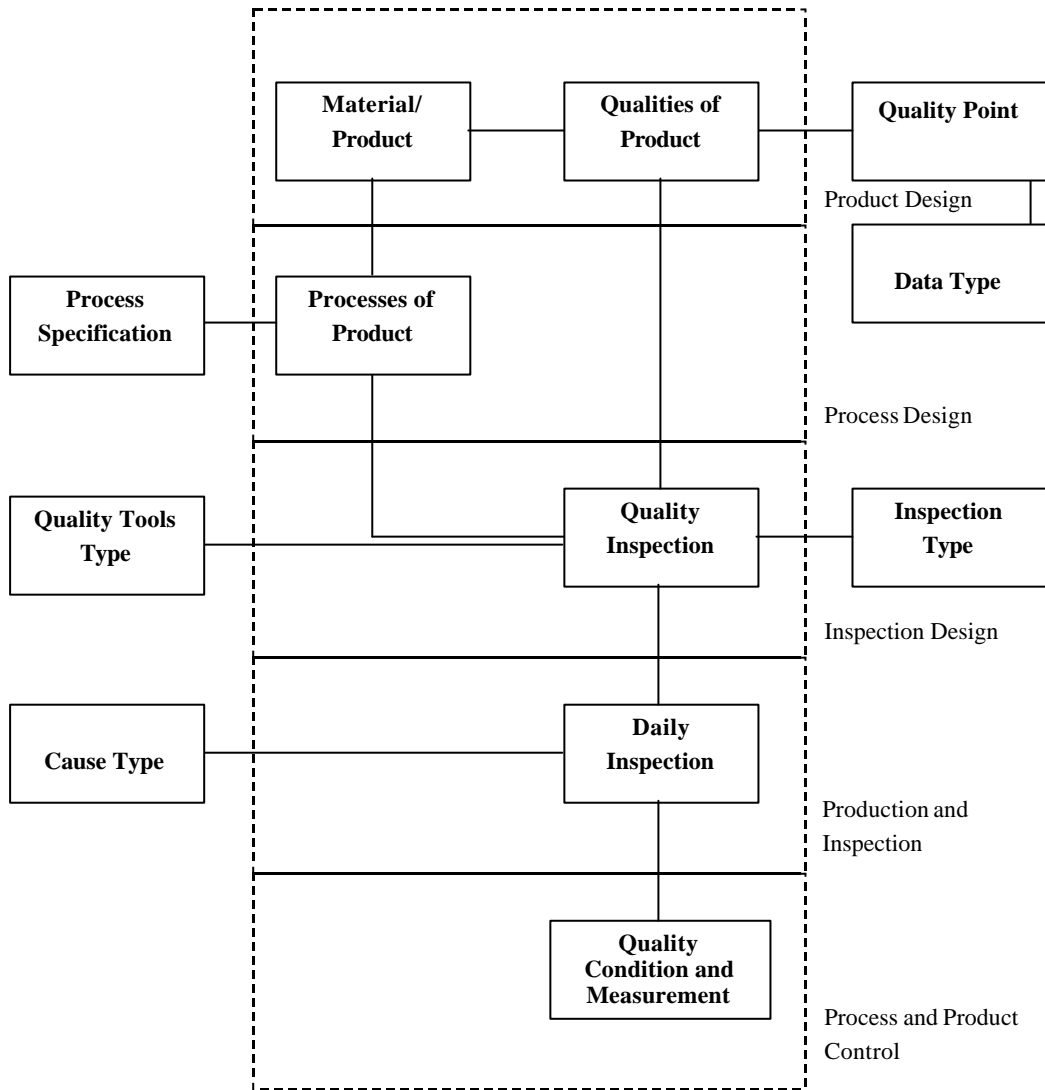 Material/
Product
Qualities of
Product
Quality Point
Product Design
Data Type
Process
Specification
Processes of
Product
Process Design
Quality Tools
Type
Quality
Inspection
Inspection
Type
Inspection Design
Cause Type
Daily
Inspection
Production and
Inspection
Quality
Condition and
Measurement
Process and Product
Control